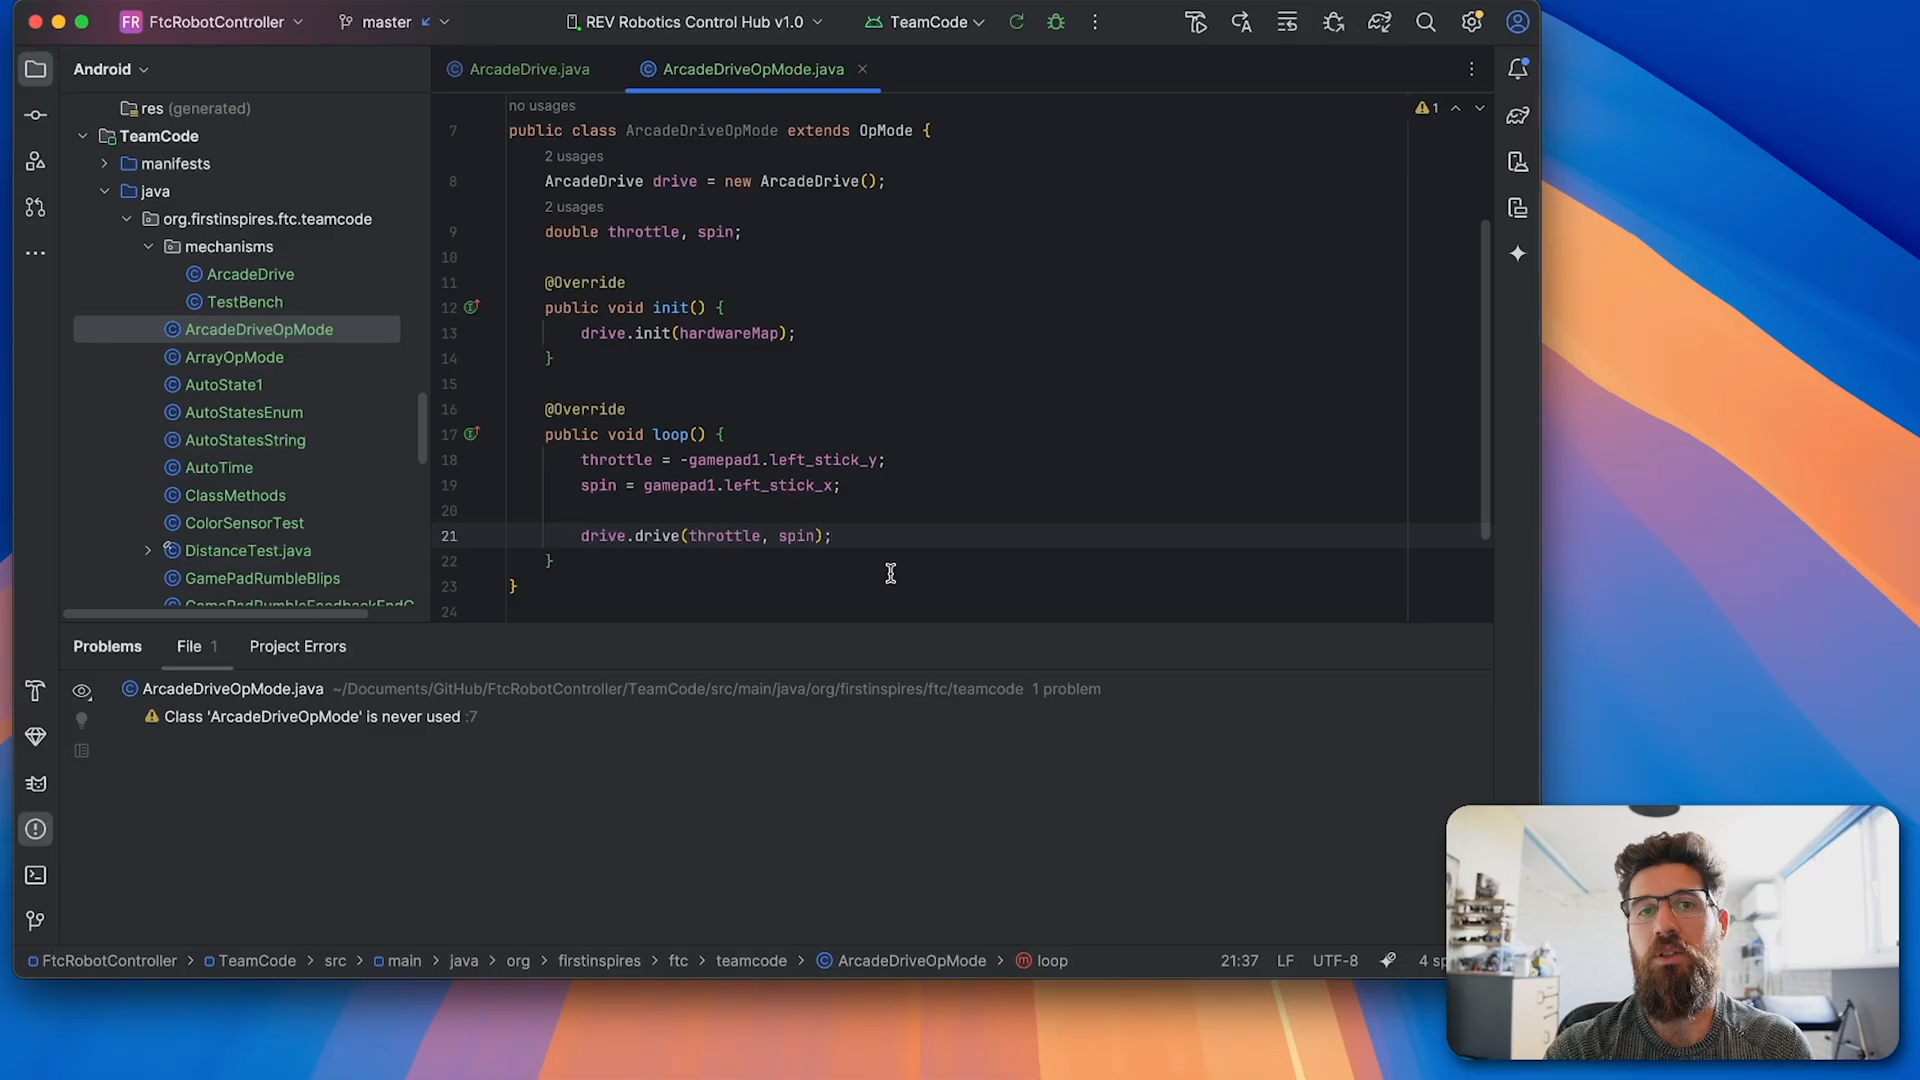 FR FtcRobotController
master
REV Robotics Control Hub v1.0
TeamCode
Android
ArcadeDrive.java
ArcadeDriveOpMode.java
res (generated)
TeamCode
manifests
java
org.firstinspires.ftc.teamcode
mechanisms
ArcadeDrive
TestBench
ArcadeDriveOpMode
ArrayOpMode
AutoState1
AutoStatesEnum
AutoStatesString
AutoTime
ClassMethods
ColorSensorTest
DistanceTest.java
GamePadRumbleBlips
GamePadRumbleFeedbackEndG
no usages
1
7 public class ArcadeDriveOpMode extends OpMode {
2 usages
8 ArcadeDrive drive = new ArcadeDrive();
2 usages
9 double throttle, spin;
10
11 @Override
12 public void init() {
13 drive.init(hardwareMap);
14 }
15
16 @Override
17 public void loop() {
18 throttle = -gamepad1.left_stick_y;
19 spin = gamepad1.left_stick_x;
20
21 drive.drive(throttle, spin);
22 }
23 }
24
Problems File 1 Project Errors
ArcadeDriveOpMode.java ~/Documents/GitHub/FtcRobotController/TeamCode/src/main/java/org/firstinspires/ftc/teamcode 1 problem
Class 'ArcadeDriveOpMode' is never used :7
FtcRobotController > TeamCode > src > main > java > org > firstinspires > ftc > teamcode > ArcadeDriveOpMode > loop
21:37 LF UTF-8 4 sp